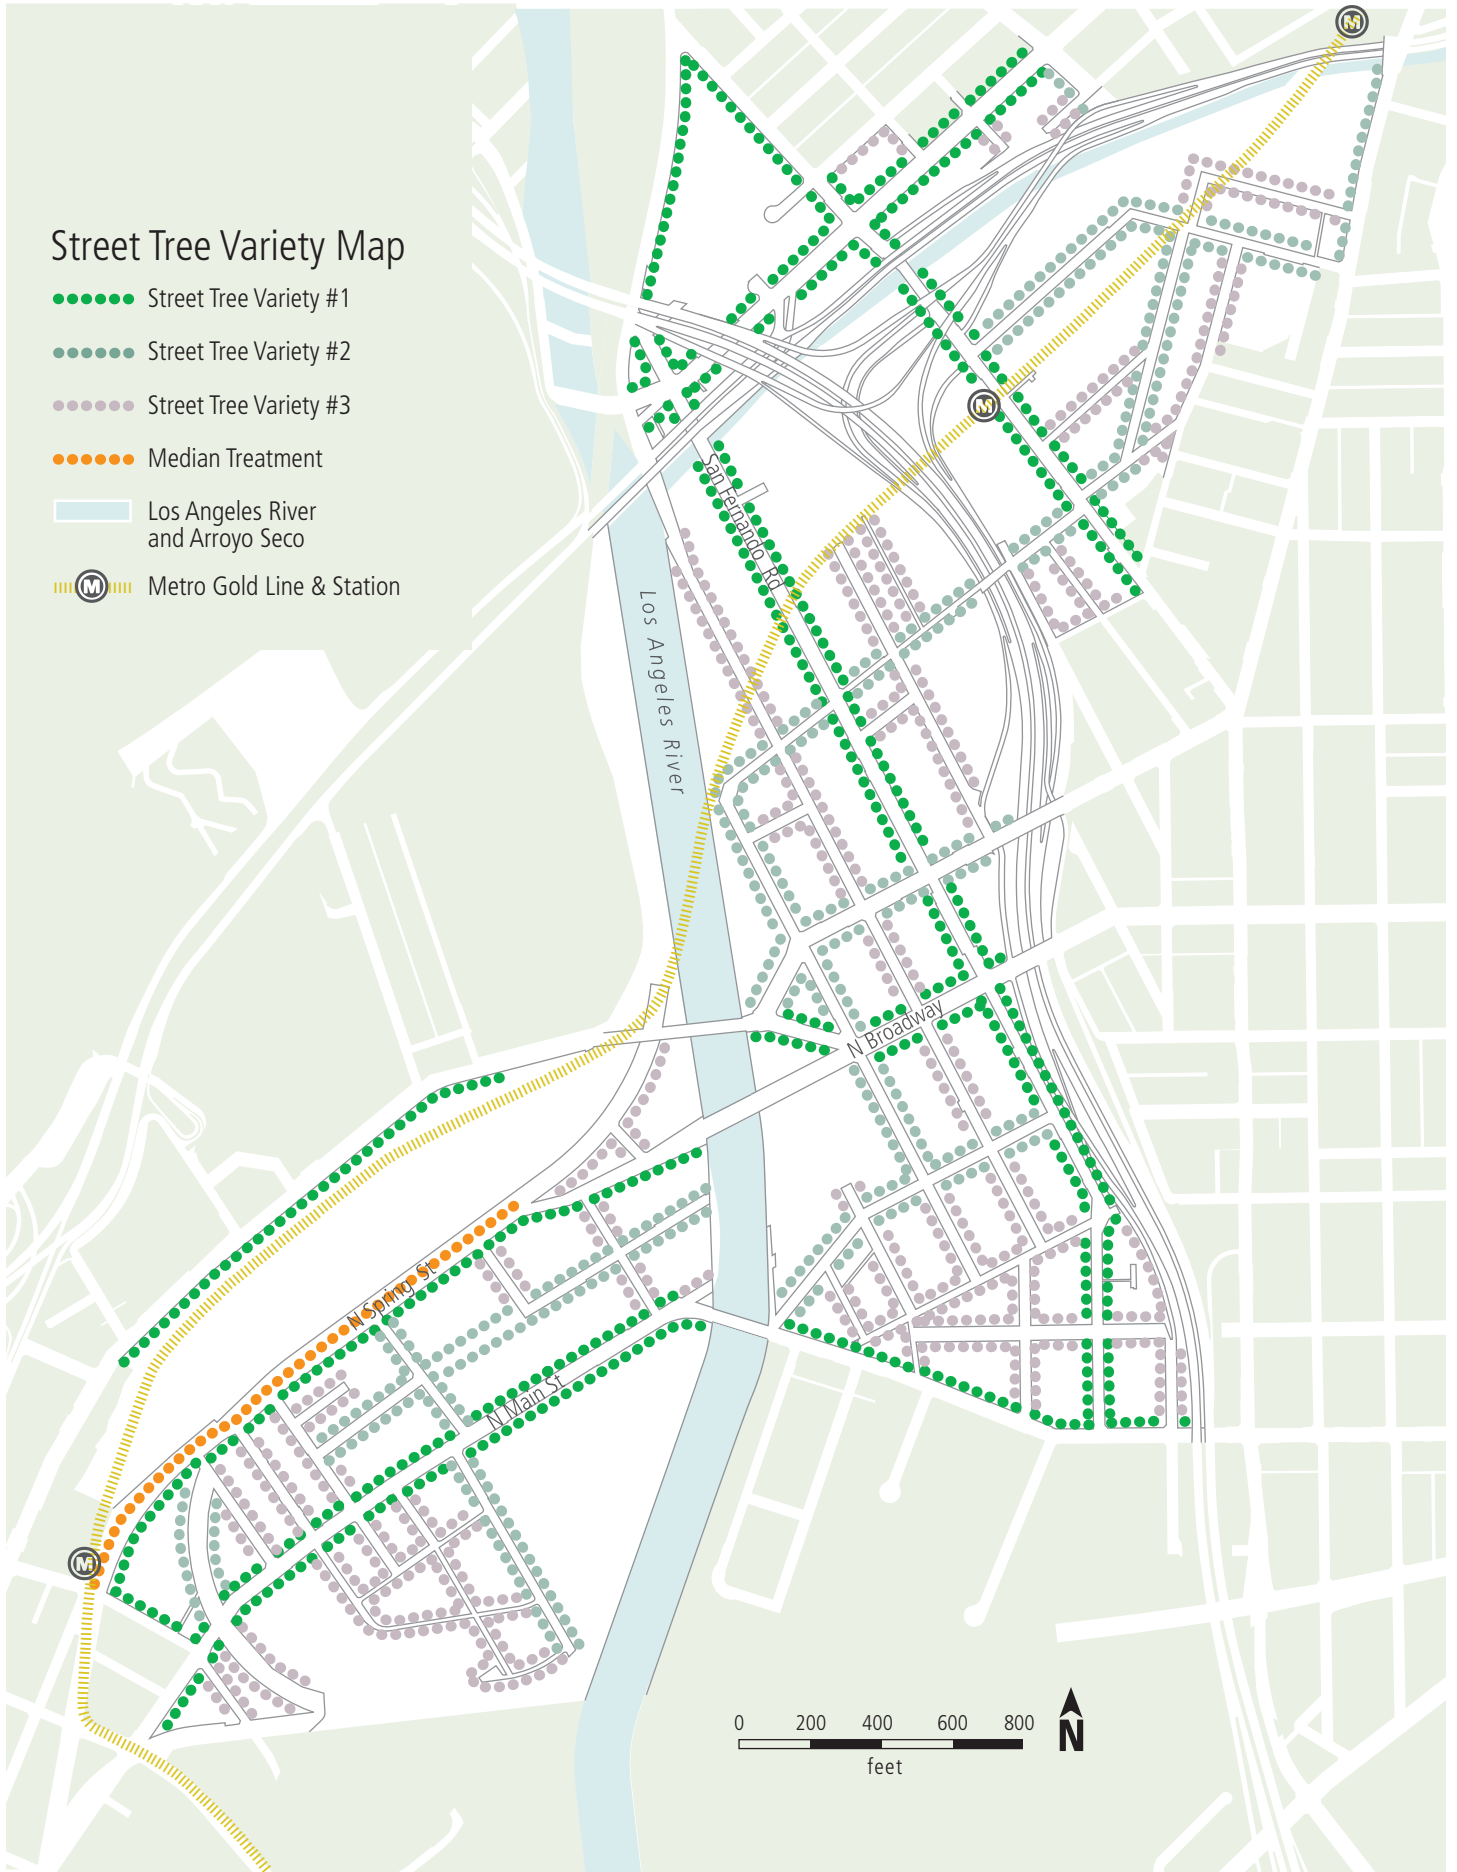 Street Tree Variety Map
Street Tree Variety #1
Street Tree Variety #2
Street Tree Variety #3
Median Treatment
Los Angeles River
and Arroyo Seco
M
Metro Gold Line & Station
M
M
San Fernando Rd
Los Angeles River
N Broadway
N Spring St
N Main St
M
0 200 400 600 800
feet
N